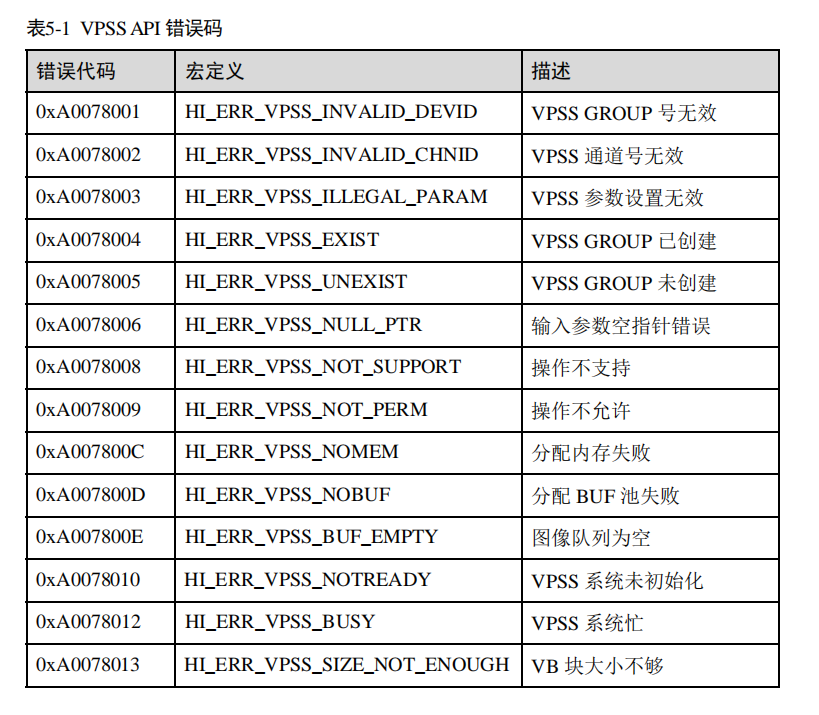 表5-1 VPSS API 错误码
错误代码 宏定义 描述
0xA0078001 HI_ERR_VPSS_INVALID_DEVID VPSS GROUP 号无效
0xA0078002 HI_ERR_VPSS_INVALID_CHNID VPSS 通道号无效
0xA0078003 HI_ERR_VPSS_ILLEGAL_PARAM VPSS 参数设置无效
0xA0078004 HI_ERR_VPSS_EXIST VPSS GROUP 已创建
0xA0078005 HI_ERR_VPSS_UNEXIST VPSS GROUP 未创建
0xA0078006 HI_ERR_VPSS_NULL_PTR 输入参数空指针错误
0xA0078008 HI_ERR_VPSS_NOT_SUPPORT 操作不支持
0xA0078009 HI_ERR_VPSS_NOT_PERM 操作不允许
0xA007800C HI_ERR_VPSS_NOMEM 分配内存失败
0xA007800D HI_ERR_VPSS_NOBUF 分配 BUF 池失败
0xA007800E HI_ERR_VPSS_BUF_EMPTY 图像队列为空
0xA0078010 HI_ERR_VPSS_NOTREADY VPSS 系统未初始化
0xA0078012 HI_ERR_VPSS_BUSY VPSS 系统忙
0xA0078013 HI_ERR_VPSS_SIZE_NOT_ENOUGH VB 块大小不够